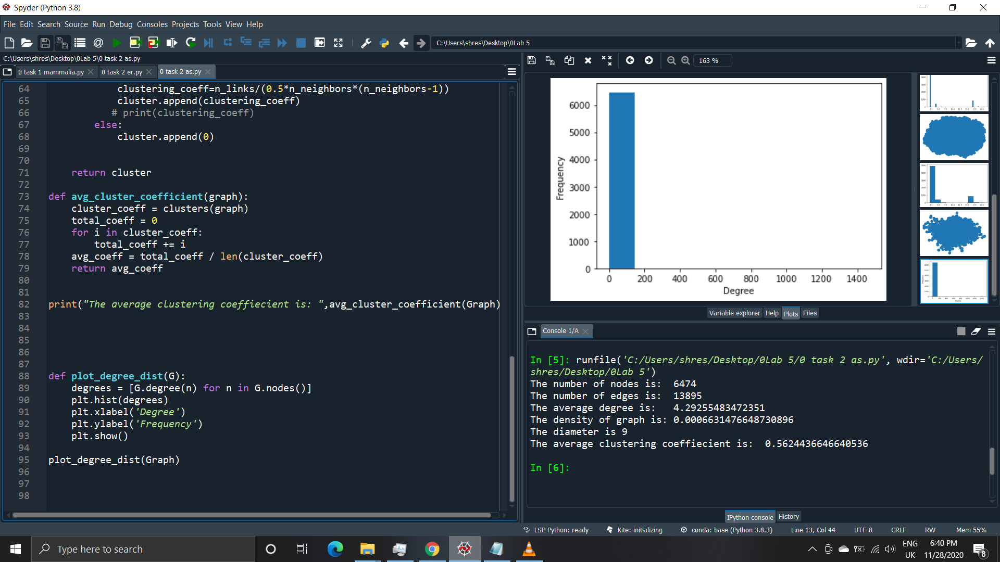 Spyder (Python 3.8)
File Edit Search Source Run Debug Consoles Projects Tools View Help
C:\Users\shres\Desktop\0Lab 5
C:\Users\shres\Desktop\0Lab 5\0 task 2 as.py
0 task 1 mammalia.py
0 task 2 er.py
0 task 2 as.py
64 clustering_coeff=n_links/(0.5*n_neighbors*(n_neighbors-1))
65 cluster.append(clustering_coeff)
66 # print(clustering_coeff)
67 else:
68 cluster.append(0)
69
70
71 return cluster
72
73 def avg_cluster_coefficient(graph):
74 cluster_coeff = clusters(graph)
75 total_coeff = 0
76 for i in cluster_coeff:
77 total_coeff += i
78 avg_coeff = total_coeff / len(cluster_coeff)
79 return avg_coeff
80
81
82 print("The average clustering coeffiecient is: ",avg_cluster_coefficient(Graph)
83
84
85
86
87
88 def plot_degree_dist(G):
89 degrees = [G.degree(n) for n in G.nodes()]
90 plt.hist(degrees)
91 plt.xlabel('Degree')
92 plt.ylabel('Frequency')
93 plt.show()
94
95 plot_degree_dist(Graph)
96
97
98
163 %
Frequency
6000
5000
4000
3000
2000
1000
0
0 200 400 600 800 1000 1200 1400
Degree
Variable explorer Help Plots Files
Console 1/A
In [5]: runfile('C:/Users/shres/Desktop/0Lab 5/0 task 2 as.py', wdir='C:/Users/
shres/Desktop/0Lab 5')
The number of nodes is: 6474
The number of edges is: 13895
The average degree is: 4.29255483472351
The density of graph is: 0.0006631476648730896
The diameter is 9
The average clustering coeffiecient is: 0.5624436646640536
In [6]:
IPython console History
LSP Python: ready Kite: initializing conda: base (Python 3.8.3) Line 13, Col 44 UTF-8 CRLF RW Mem 55%
Type here to search
ENG
UK
6:40 PM
11/28/2020
8